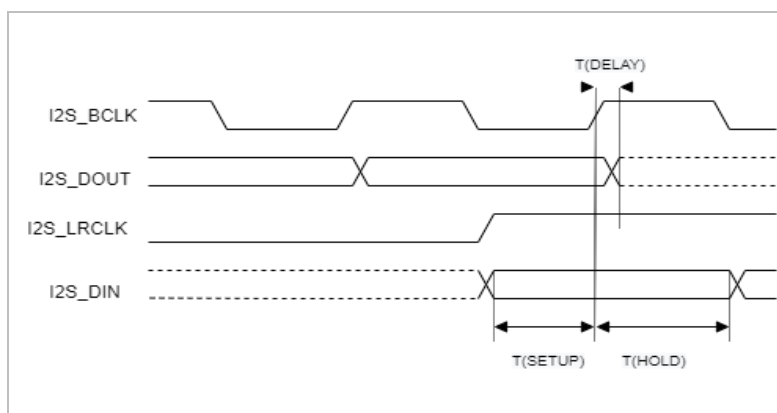 T(DELAY)
I2S_BCLK
I2S_DOUT
I2S_LRCLK
I2S_DIN
T(SETUP)
T(HOLD)